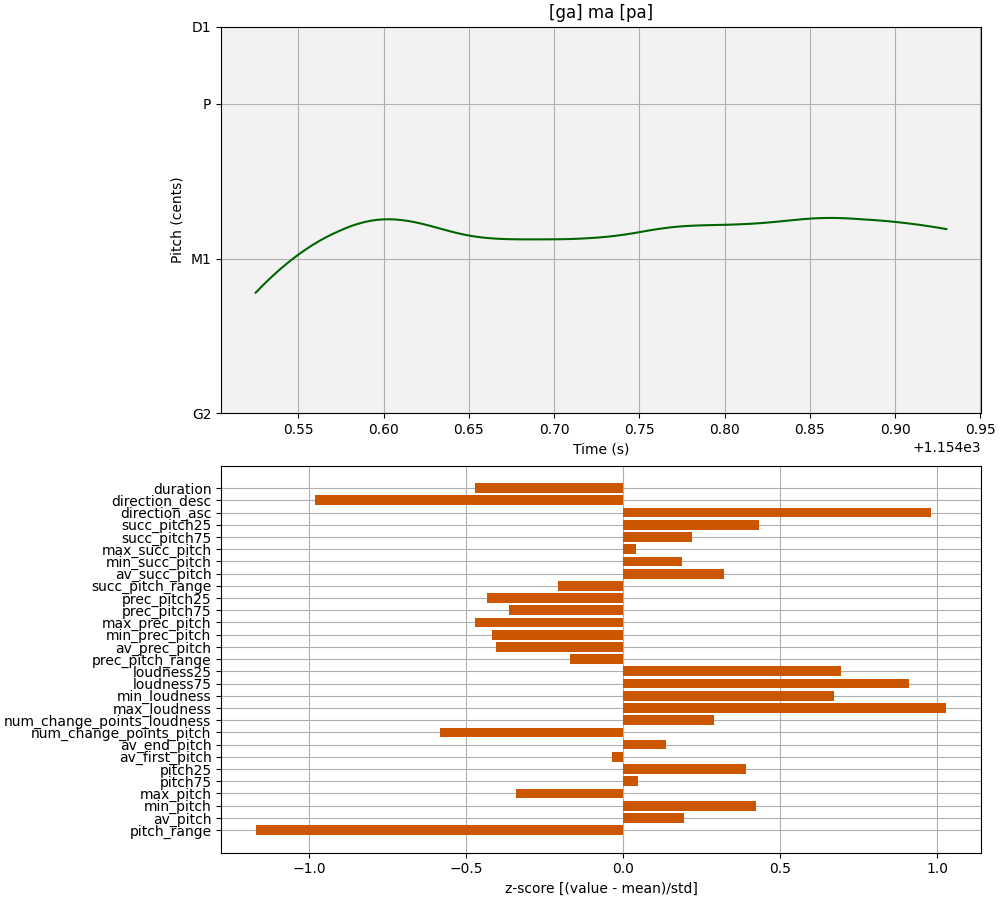 [ga] ma [pa]
D1
P
M1
G2
Pitch (cents)
0.55 0.60 0.65 0.70 0.75 0.80 0.85 0.90 0.95
Time (s)
+1.154e3
duration
direction_desc
direction_asc
succ_pitch25
succ_pitch75
max_succ_pitch
min_succ_pitch
av_succ_pitch
succ_pitch_range
prec_pitch25
prec_pitch75
max_prec_pitch
min_prec_pitch
av_prec_pitch
prec_pitch_range
loudness25
loudness75
min_loudness
max_loudness
num_change_points_loudness
num_change_points_pitch
av_end_pitch
av_first_pitch
pitch25
pitch75
max_pitch
min_pitch
av_pitch
pitch_range
−1.0 −0.5 0.0 0.5 1.0
z-score [(value - mean)/std]